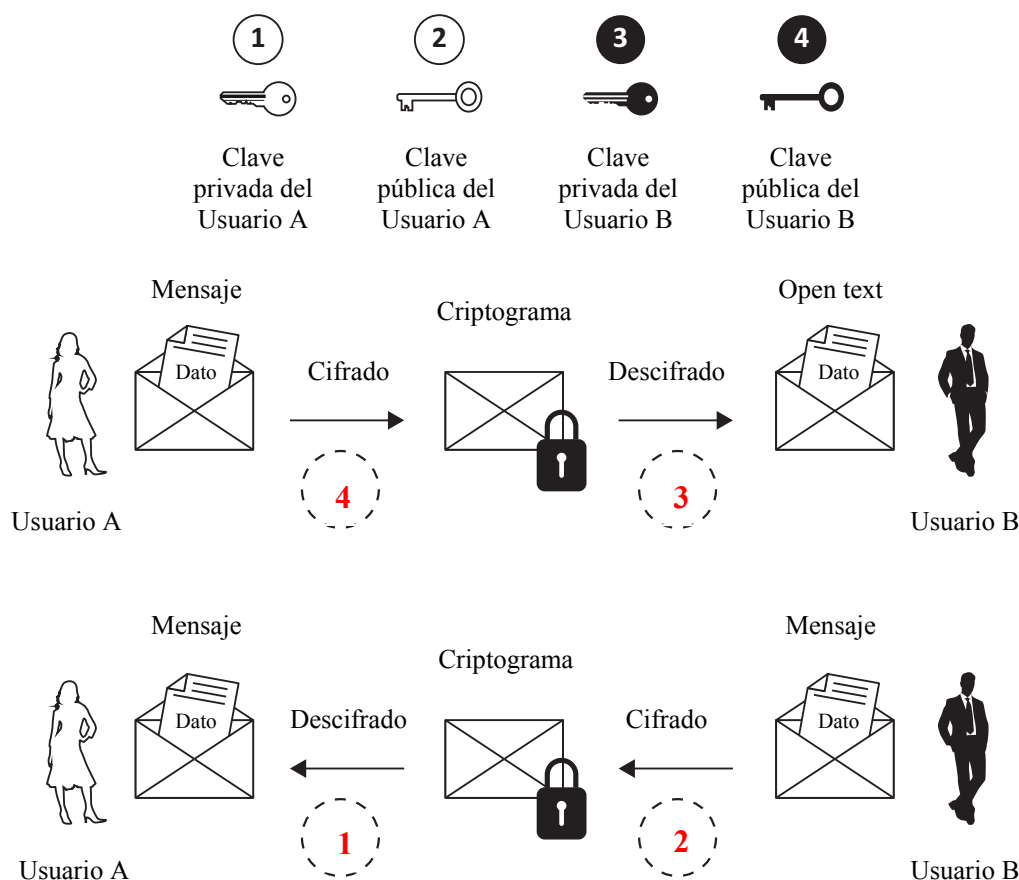 1 2 3 4
Clave Clave Clave Clave
privada del pública del privada del pública del
Usuario A Usuario A Usuario B Usuario B
Mensaje Open text
Criptograma
Dato Cifrado Descifrado Dato
4 3
Usuario A Usuario B
Mensaje Mensaje
Criptograma
Dato Descifrado Cifrado Dato
1 2
Usuario A Usuario B